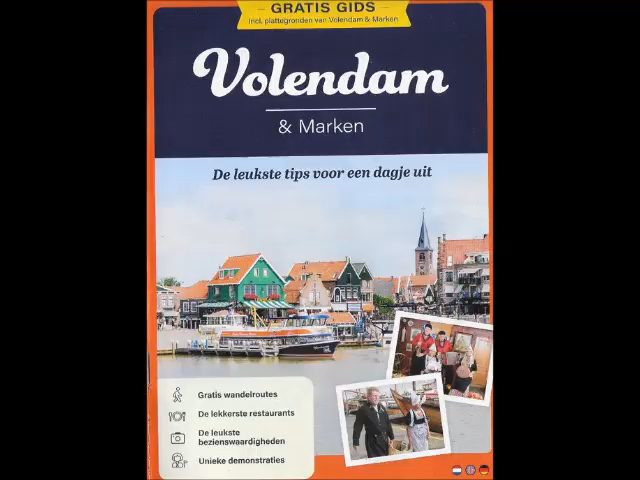 GRATIS GIDS
incl. plattegronden van Volendam & Marken
Volendam
& Marken
De leukste tips voor een dagje uit
Gratis wandelroutes
De lekkerste restaurants
De leukste
bezienswaardigheden
Unieke demonstraties